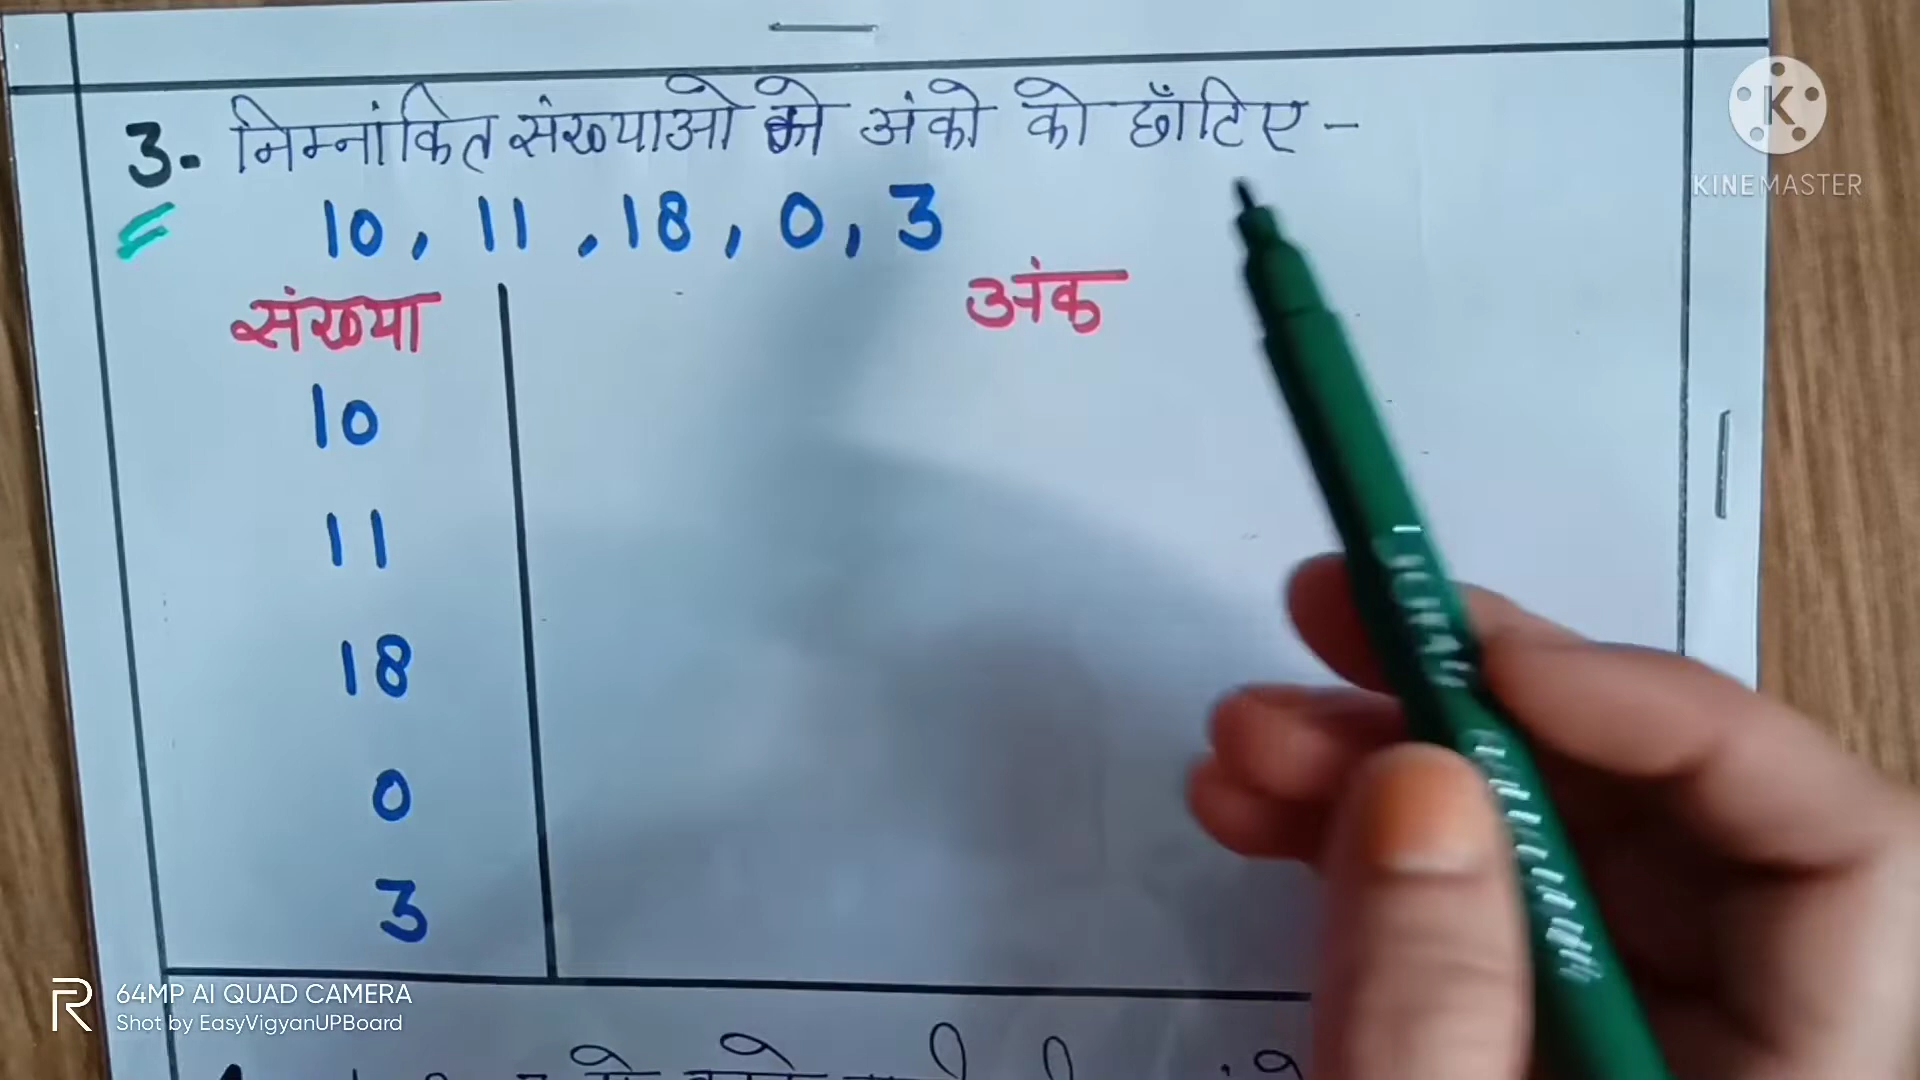 3- निम्नांकित संख्याओ को अंको को छाँटिए -
10, 11, 18, 0, 3
संख्या अंक
10
11
18
0
3
KINEMASTER
64MP AI QUAD CAMERA
Shot by EasyVigyanUPBoard